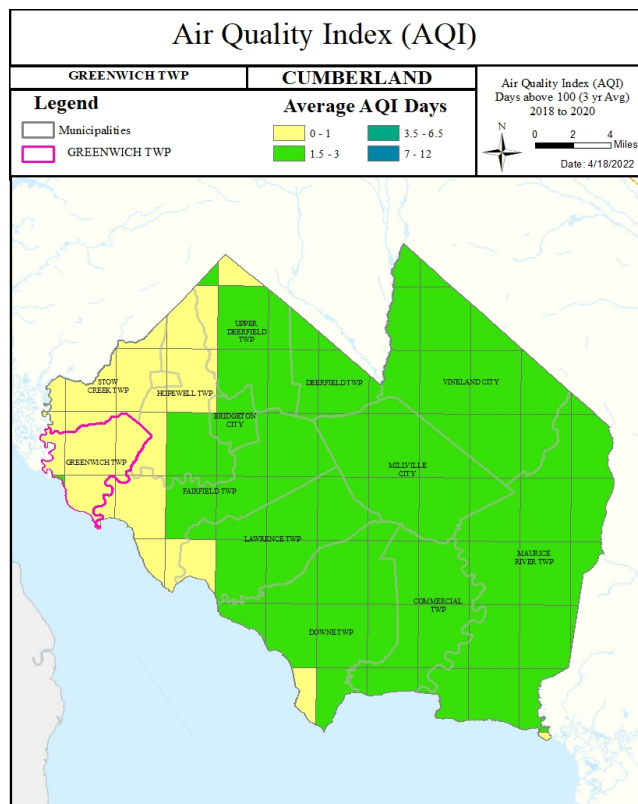 Air Quality Index (AQI)
GREENWICH TWP
CUMBERLAND
Legend
Municipalities
GREENWICH TWP
Average AQI Days
0 - 1
3.5 - 6.5
1.5 - 3
7 - 12
Air Quality Index (AQI)
Days above 100 (3 yr Avg)
2018 to 2020
N
0 2 4
Miles
Date: 4/18/2022
UPPER
DEERFIELD
TWP
STOW
CREEK TWP
HOPEWELL TWP
DEERFIELD TWP
VINELAND CITY
BRIDGETON
CITY
GREENWICH TWP
MILLVILLE
CITY
FAIRFIELD TWP
LAWRENCE TWP
MAURICE
RIVER TWP
COMMERCIAL
TWP
DOWNE TWP